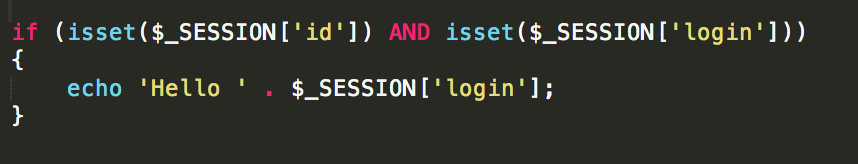 if (isset($_SESSION['id']) AND isset($_SESSION['login']))
{
    echo 'Hello ' . $_SESSION['login'];
}